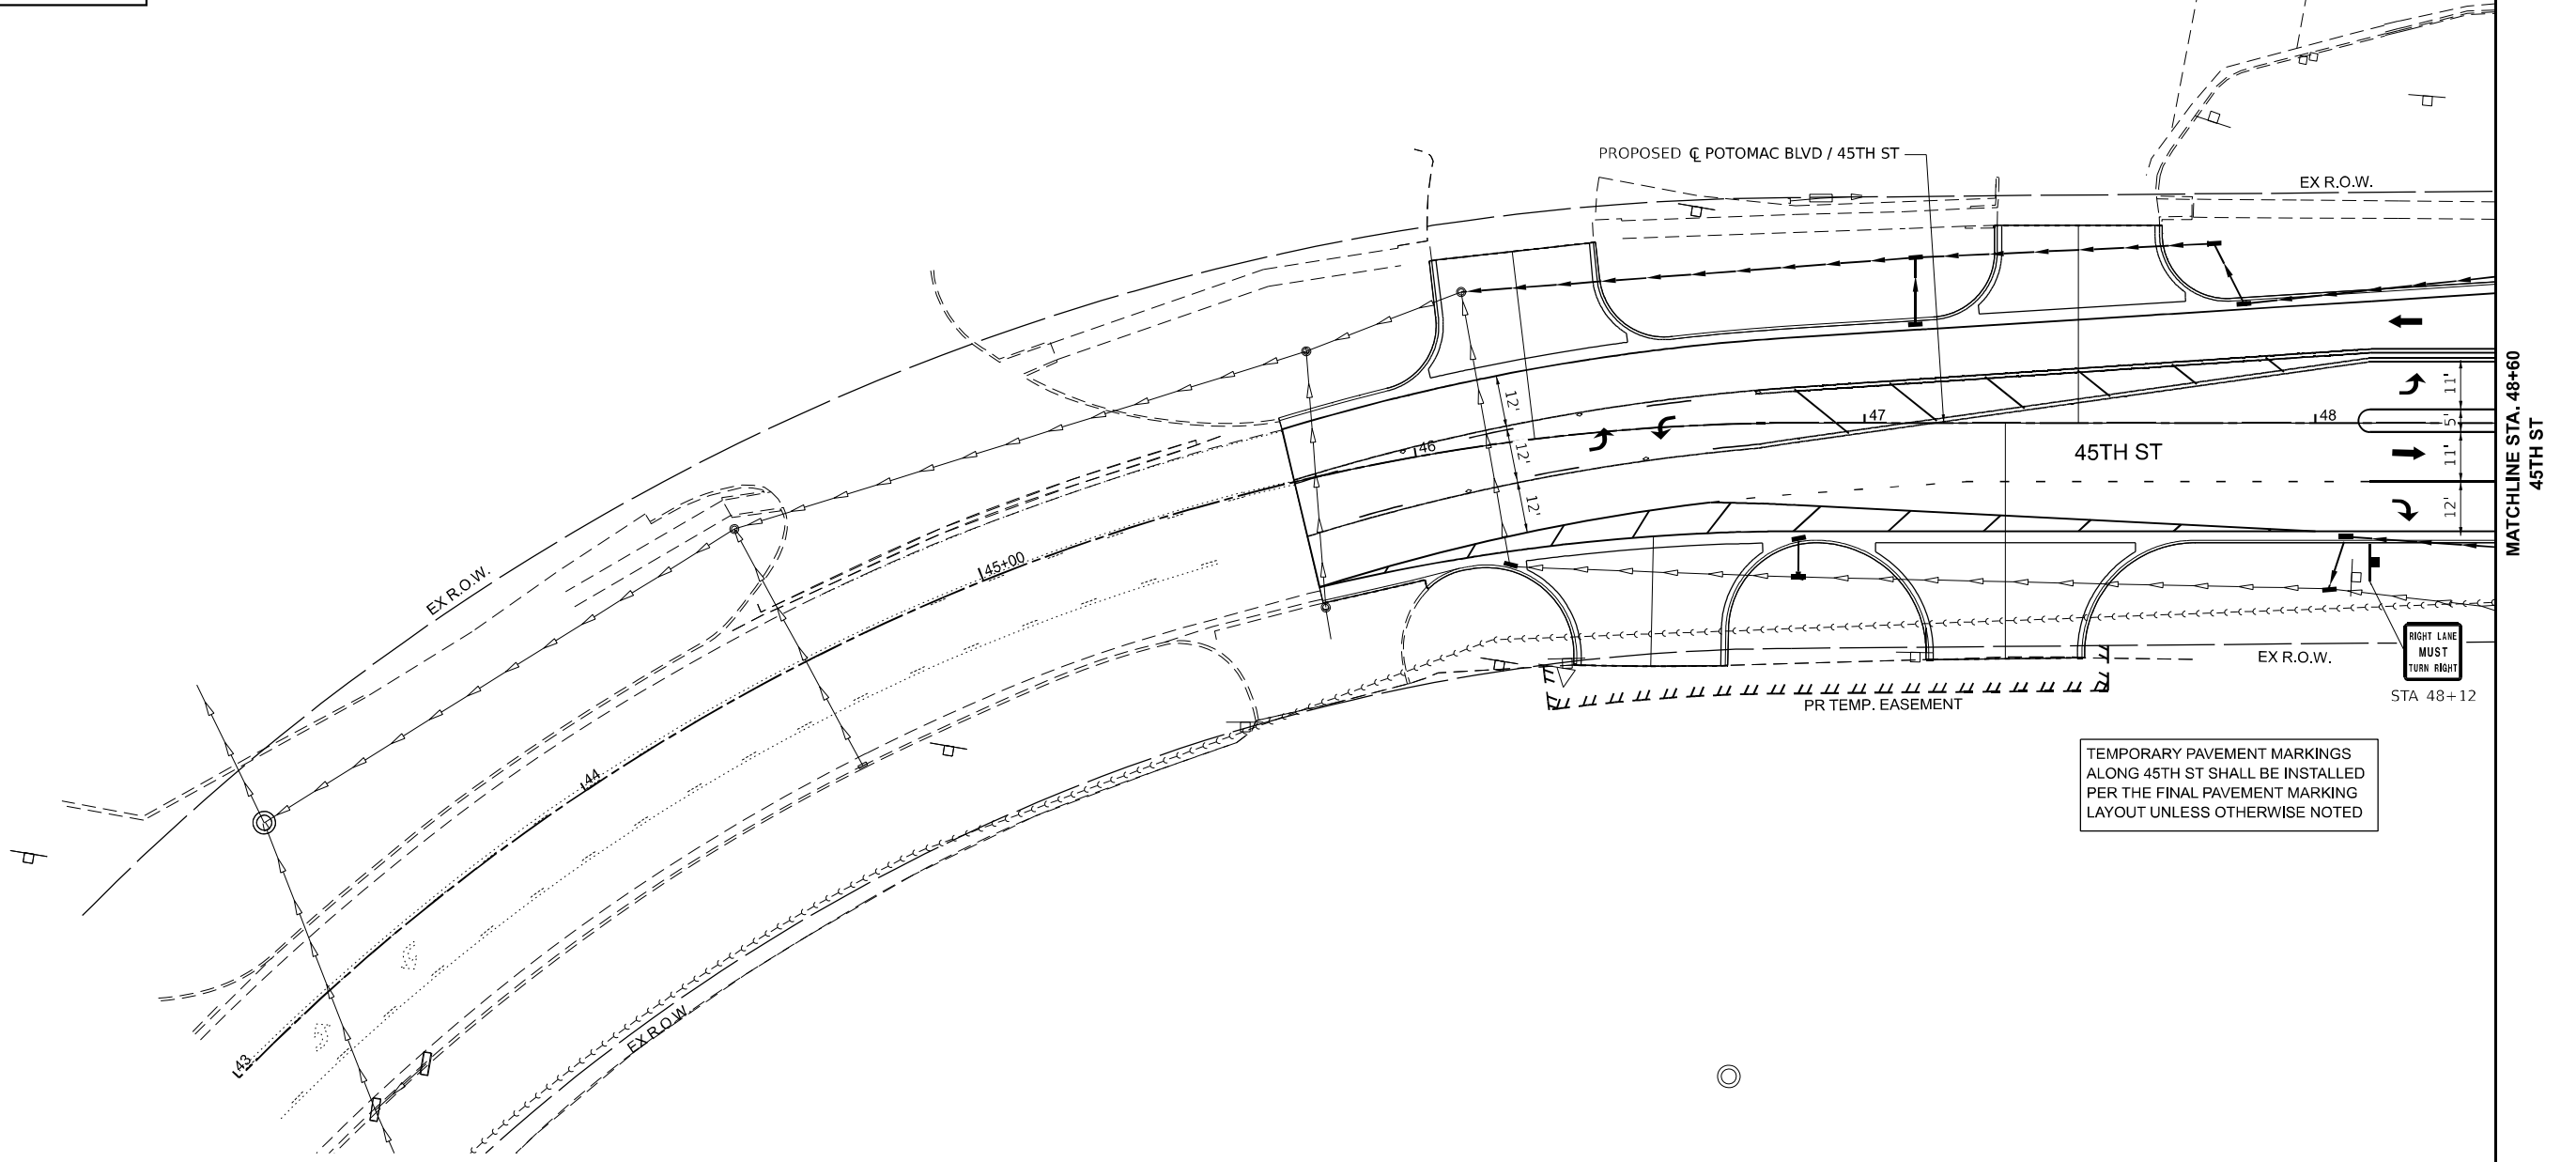 PROPOSED ℄ POTOMAC BLVD / 45TH ST
EX R.O.W.
12'
12'
12'
46
47
48
45TH ST
11'
5'
11'
12'
MATCHLINE STA. 48+60
45TH ST
EX R.O.W.
45+00
44
43
EX R.O.W.
EX R.O.W.
PR TEMP. EASEMENT
RIGHT LANE
MUST
TURN RIGHT
STA 48+12
TEMPORARY PAVEMENT MARKINGS
ALONG 45TH ST SHALL BE INSTALLED
PER THE FINAL PAVEMENT MARKING
LAYOUT UNLESS OTHERWISE NOTED